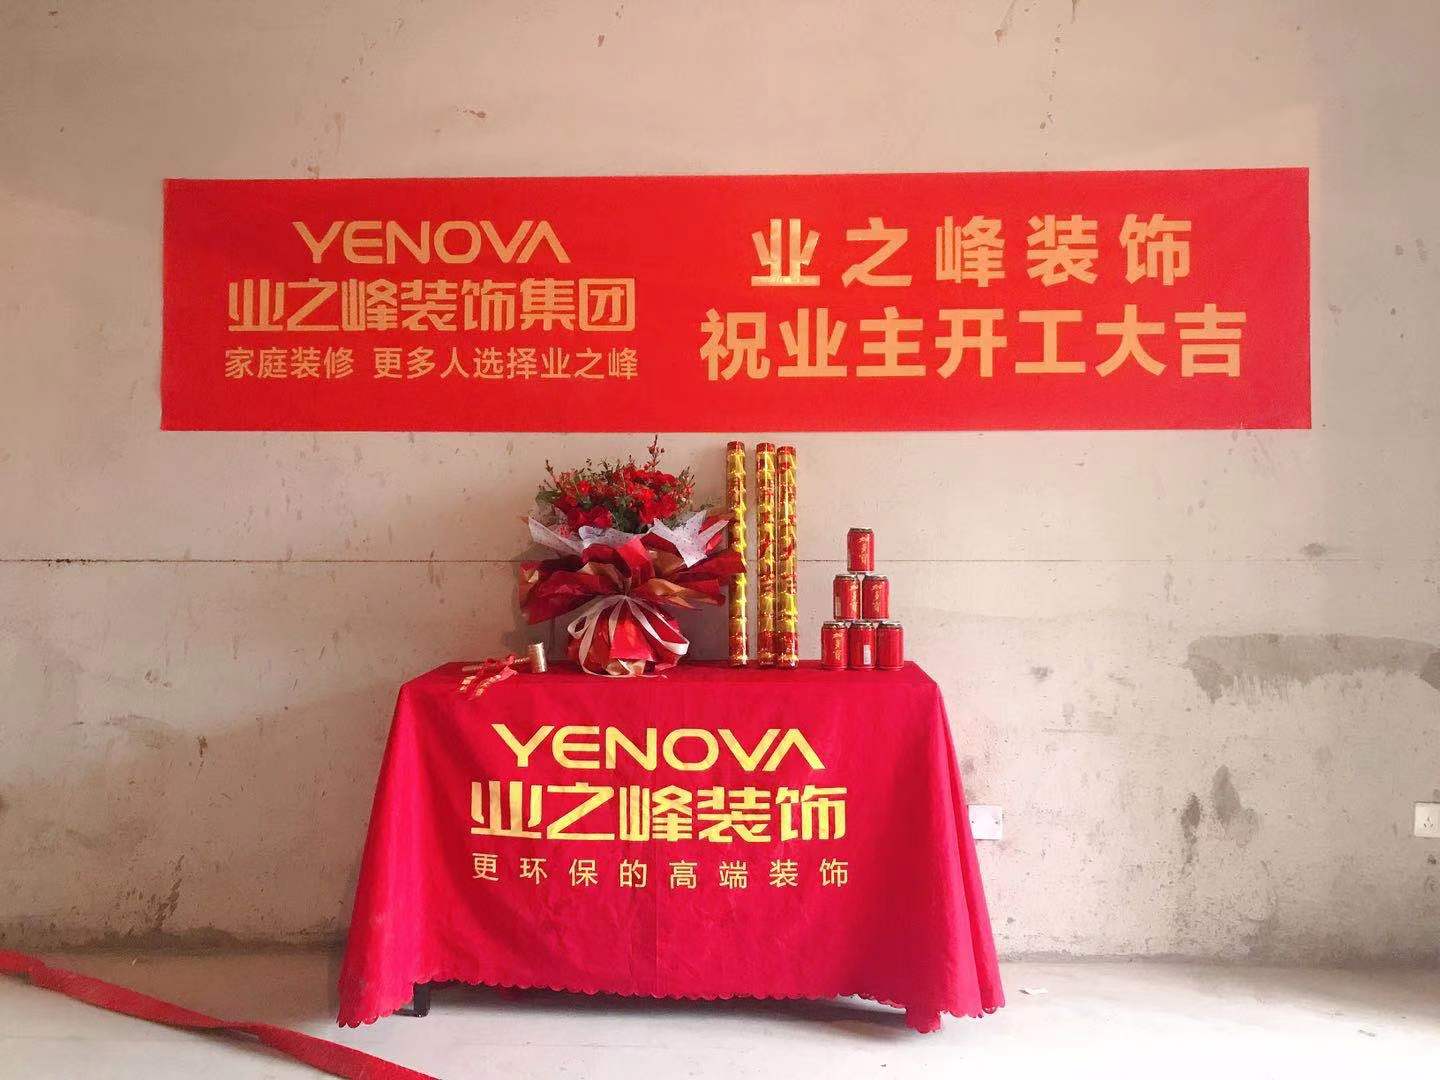 YENOVA
业之峰装饰集团
家庭装修 更多人选择业之峰
业之峰装饰
祝业主开工大吉
YENOVA
业之峰装饰
更环保的高端装饰